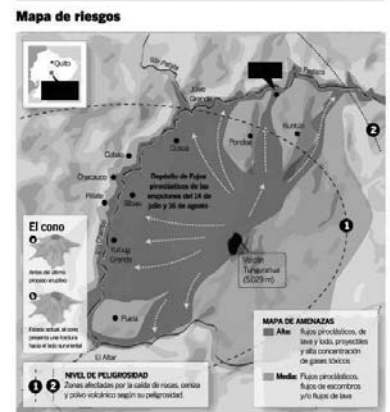 Mapa de riesgos
Quito
Río Patate
Río Pastaza
Juive
Grande
Cusúa
Pondoa
Runtún
Cotaló
Chacauco
Pillate
Bilbao
Depósito de Flujos
piroclásticos de las
erupciones del 14 de
julio y 16 de agosto
2
1
El cono
a
Antes del último
proceso eruptivo
b
Estado actual, el cono
presenta una fractura
hacia el lado suroriental
Yuibug
Grande
Volcán
Tungurahua
(5.029 m)
Puela
El Altar
1 2 NIVEL DE PELIGROSIDAD
Zonas afectadas por la caída de rocas, ceniza
y polvo volcánico según su peligrosidad.
MAPA DE AMENAZAS
Alta: flujos piroclásticos, de
lava y lodo, proyectiles
y alta concentración
de gases tóxicos
Media: Flujos piroclásticos,
flujos de escombros
y/o flujos de lava